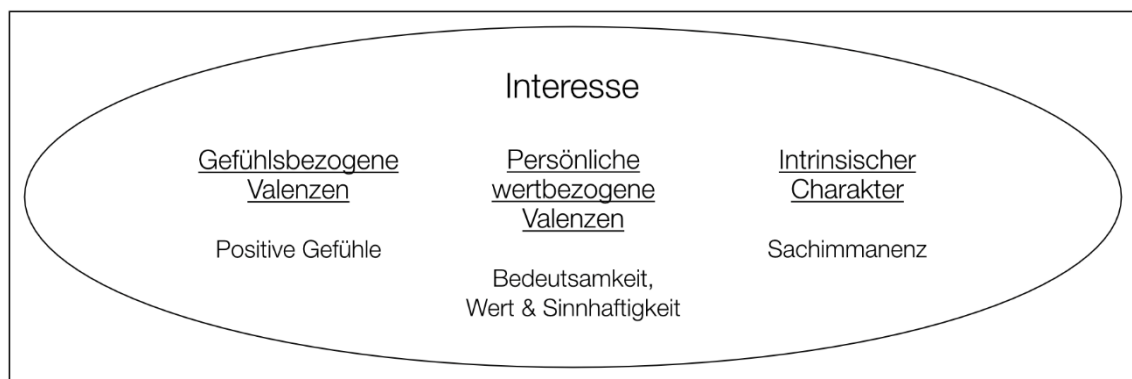 Interesse
Gefühlsbezogene
Valenzen
Positive Gefühle
Persönliche
wertbezogene
Valenzen
Bedeutsamkeit,
Wert & Sinnhaftigkeit
Intrinsischer
Charakter
Sachimmanenz